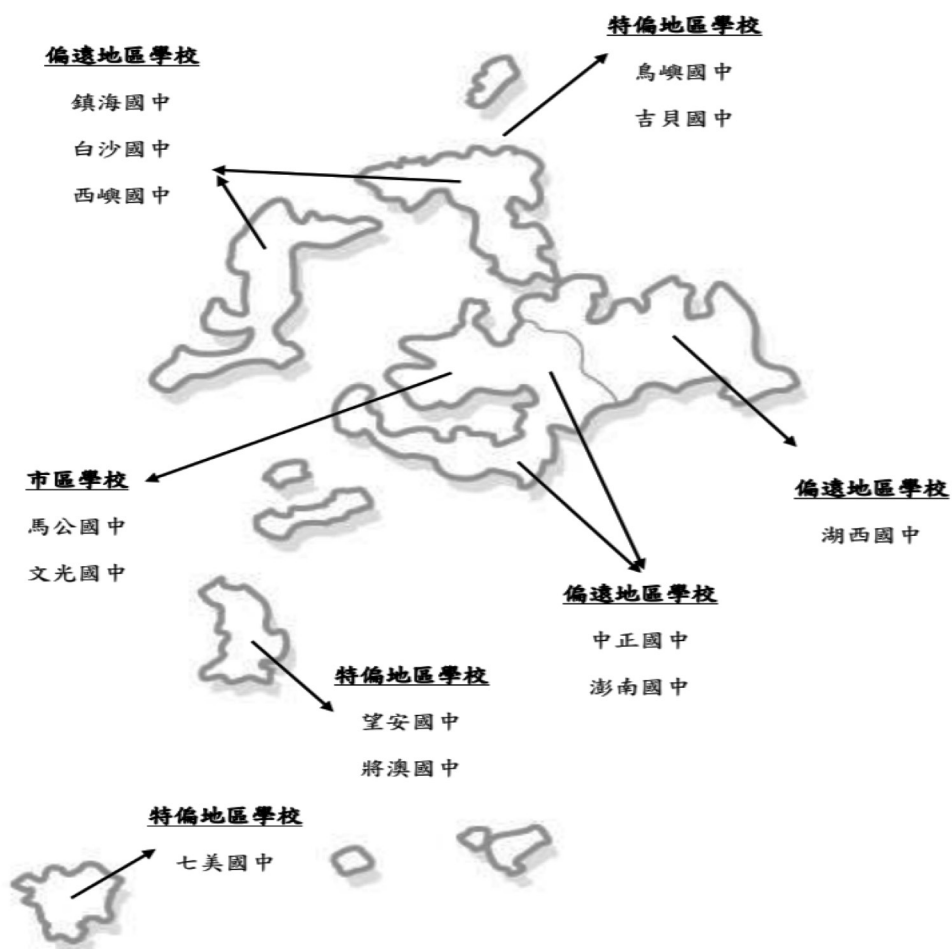 特偏地區學校
鳥嶼國中
吉貝國中
偏遠地區學校
鎮海國中
白沙國中
西嶼國中
市區學校
馬公國中
文光國中
偏遠地區學校
湖西國中
偏遠地區學校
中正國中
澎南國中
特偏地區學校
望安國中
將澳國中
特偏地區學校
七美國中